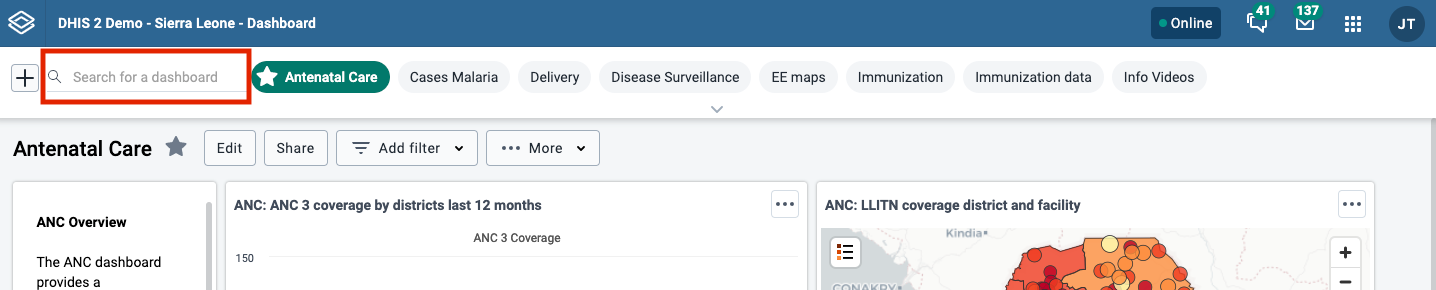 DHIS 2 Demo - Sierra Leone - Dashboard
Online
41
137
JT
Search for a dashboard
Antenatal Care
Cases Malaria
Delivery
Disease Surveillance
EE maps
Immunization
Immunization data
Info Videos
Antenatal Care
Edit
Share
Add filter
More
ANC Overview
The ANC dashboard
provides a
ANC: ANC 3 coverage by districts last 12 months
ANC 3 Coverage
150
ANC: LLITN coverage district and facility
Kindia
CONAKRY